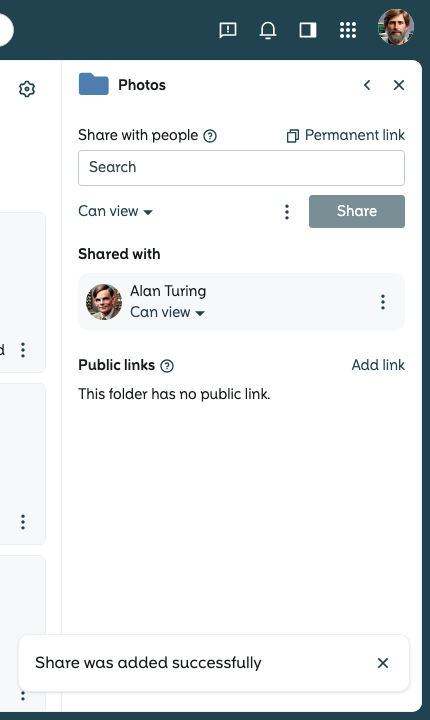 Photos
Share with people
Permanent link
Search
Can view
Share
Shared with
Alan Turing
Can view
d
Public links
Add link
This folder has no public link.
Share was added successfully